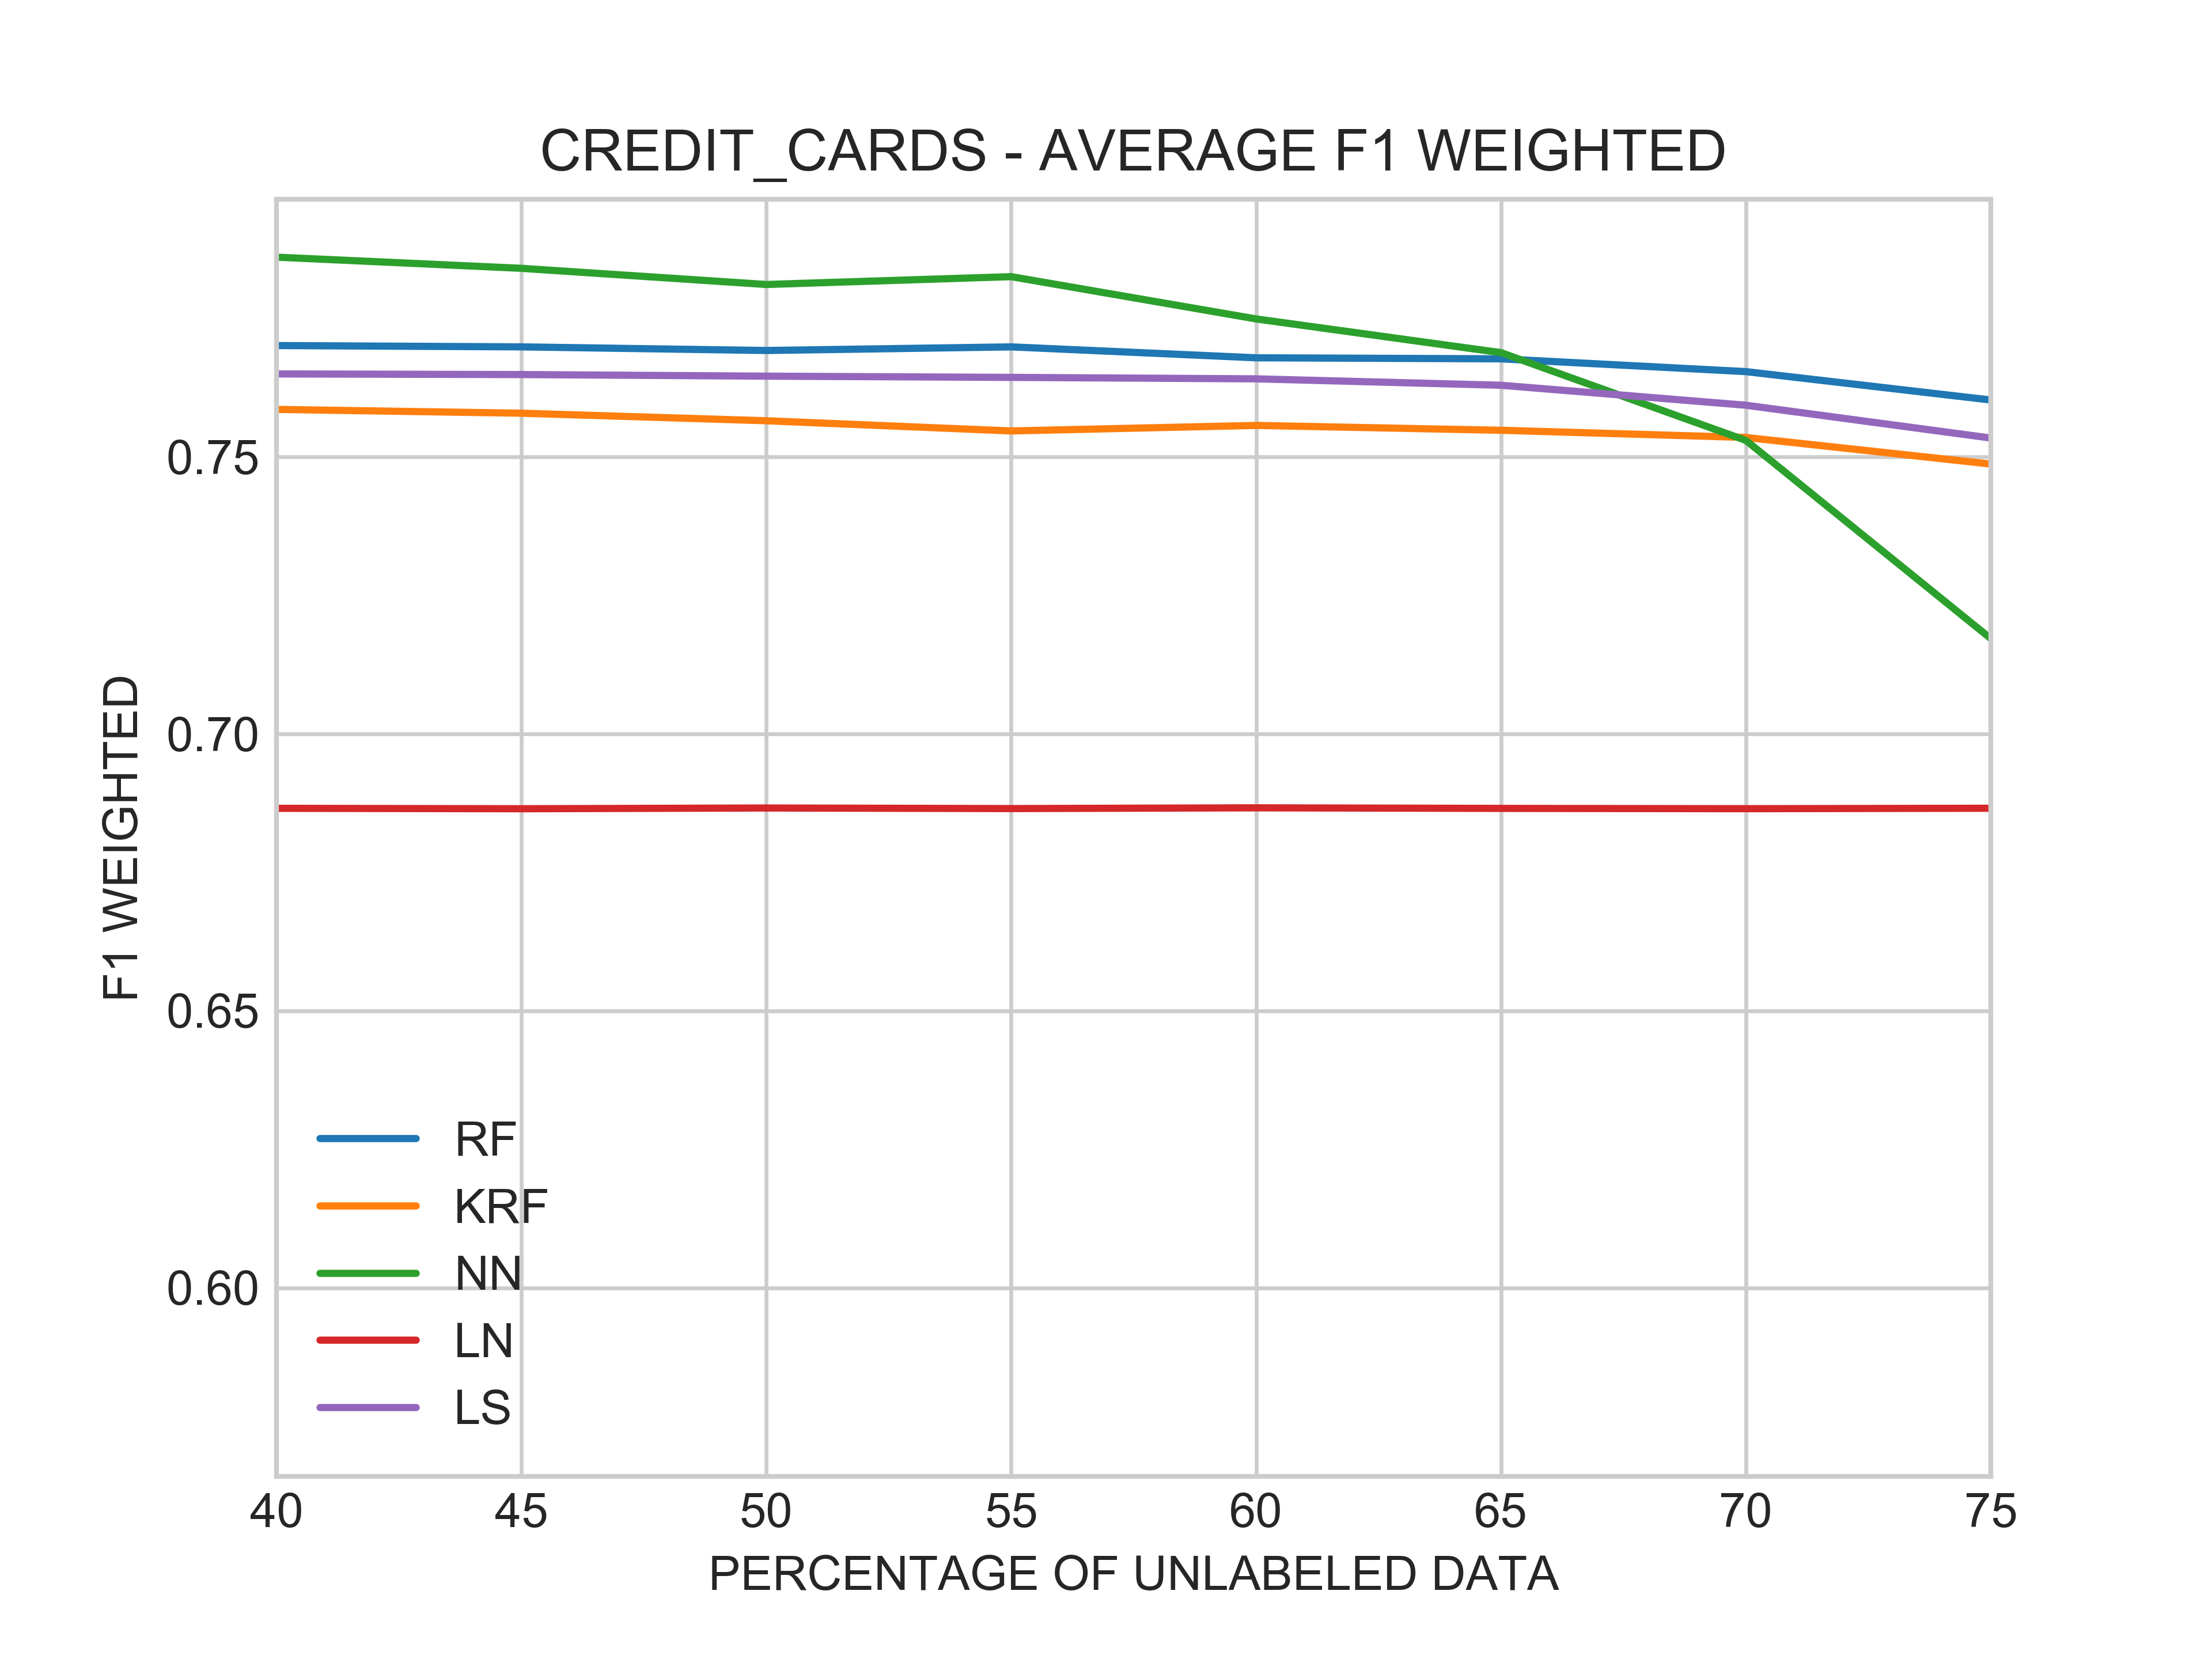 CREDIT_CARDS - AVERAGE F1 WEIGHTED
F1 WEIGHTED
0.75
0.70
0.65
0.60
RF
KRF
NN
LN
LS
40 45 50 55 60 65 70 75
PERCENTAGE OF UNLABELED DATA